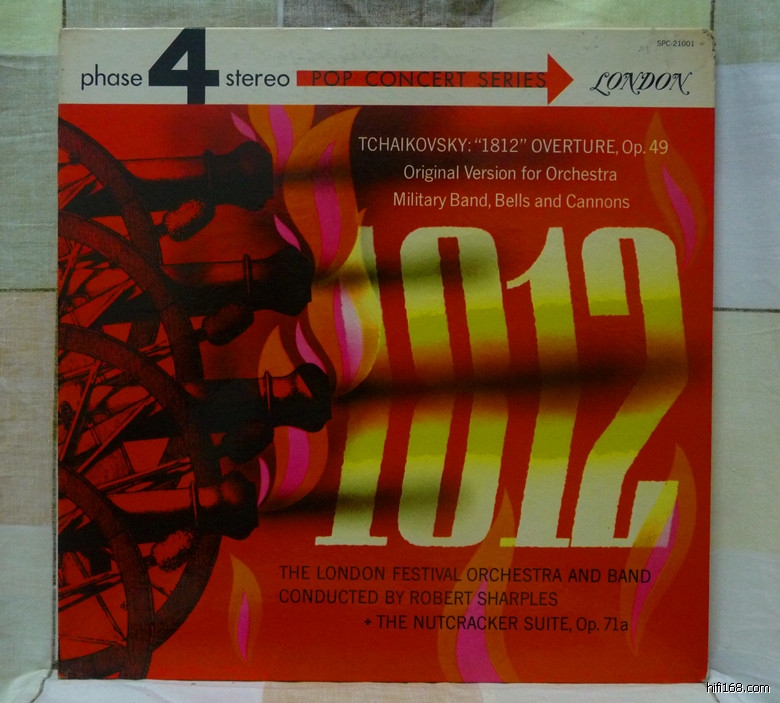 SPC-21001
phase 4 stereo POP CONCERT SERIES LONDON
TCHAIKOVSKY: "1812" OVERTURE, Op. 49
Original Version for Orchestra
Military Band, Bells and Cannons
1812
THE LONDON FESTIVAL ORCHESTRA AND BAND
CONDUCTED BY ROBERT SHARPLES
+ THE NUTCRACKER SUITE, Op. 71a
hifi168.com